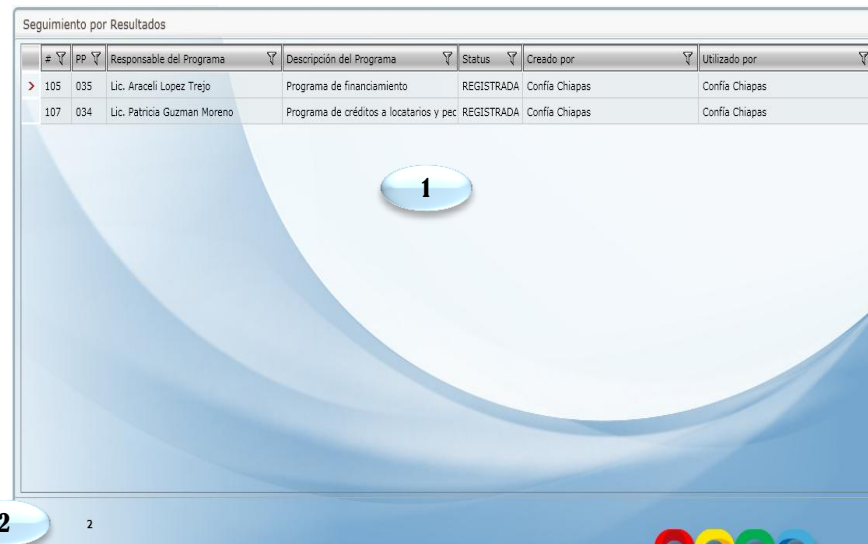 Seguimiento por Resultados
# PP Responsable del Programa Descripción del Programa Status Creado por Utilizado por
> 105 035 Lic. Araceli Lopez Trejo Programa de financiamiento REGISTRADA Confía Chiapas Confía Chiapas
107 034 Lic. Patricia Guzman Moreno Programa de créditos a locatarios y pec REGISTRADA Confía Chiapas Confía Chiapas
1
2 2